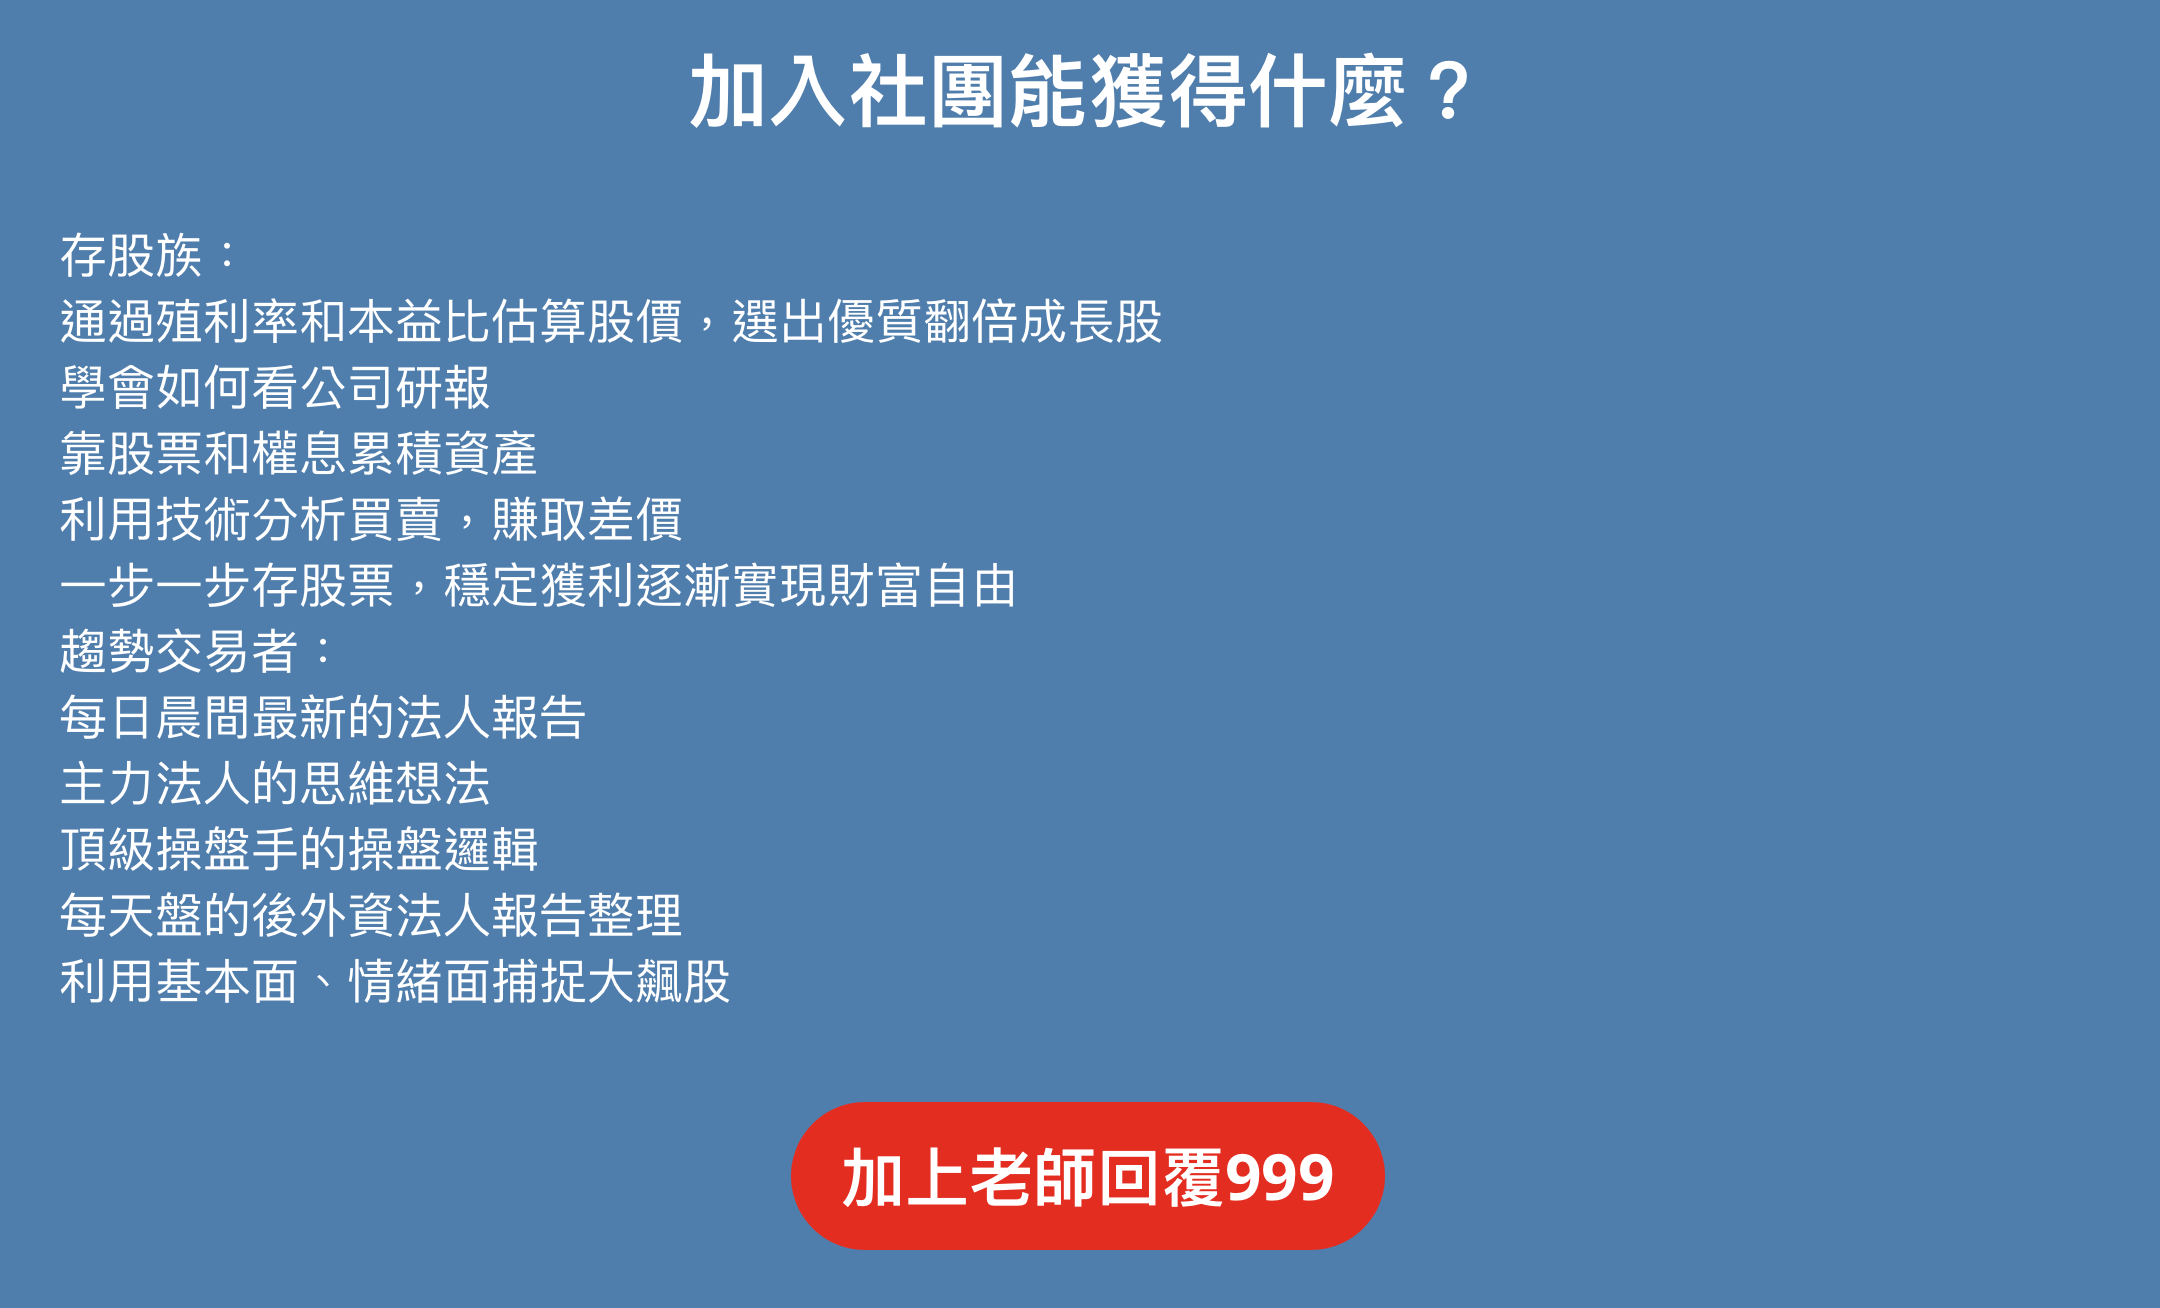 加入社團能獲得什麼？
存股族：
通過殖利率和本益比估算股價，選出優質翻倍成長股
學會如何看公司研報
靠股票和權息累積資產
利用技術分析買賣，賺取差價
一步一步存股票，穩定獲利逐漸實現財富自由
趨勢交易者：
每日晨間最新的法人報告
主力法人的思維想法
頂級操盤手的操盤邏輯
每天盤的後外資法人報告整理
利用基本面、情緒面捕捉大飆股
加上老師回覆999